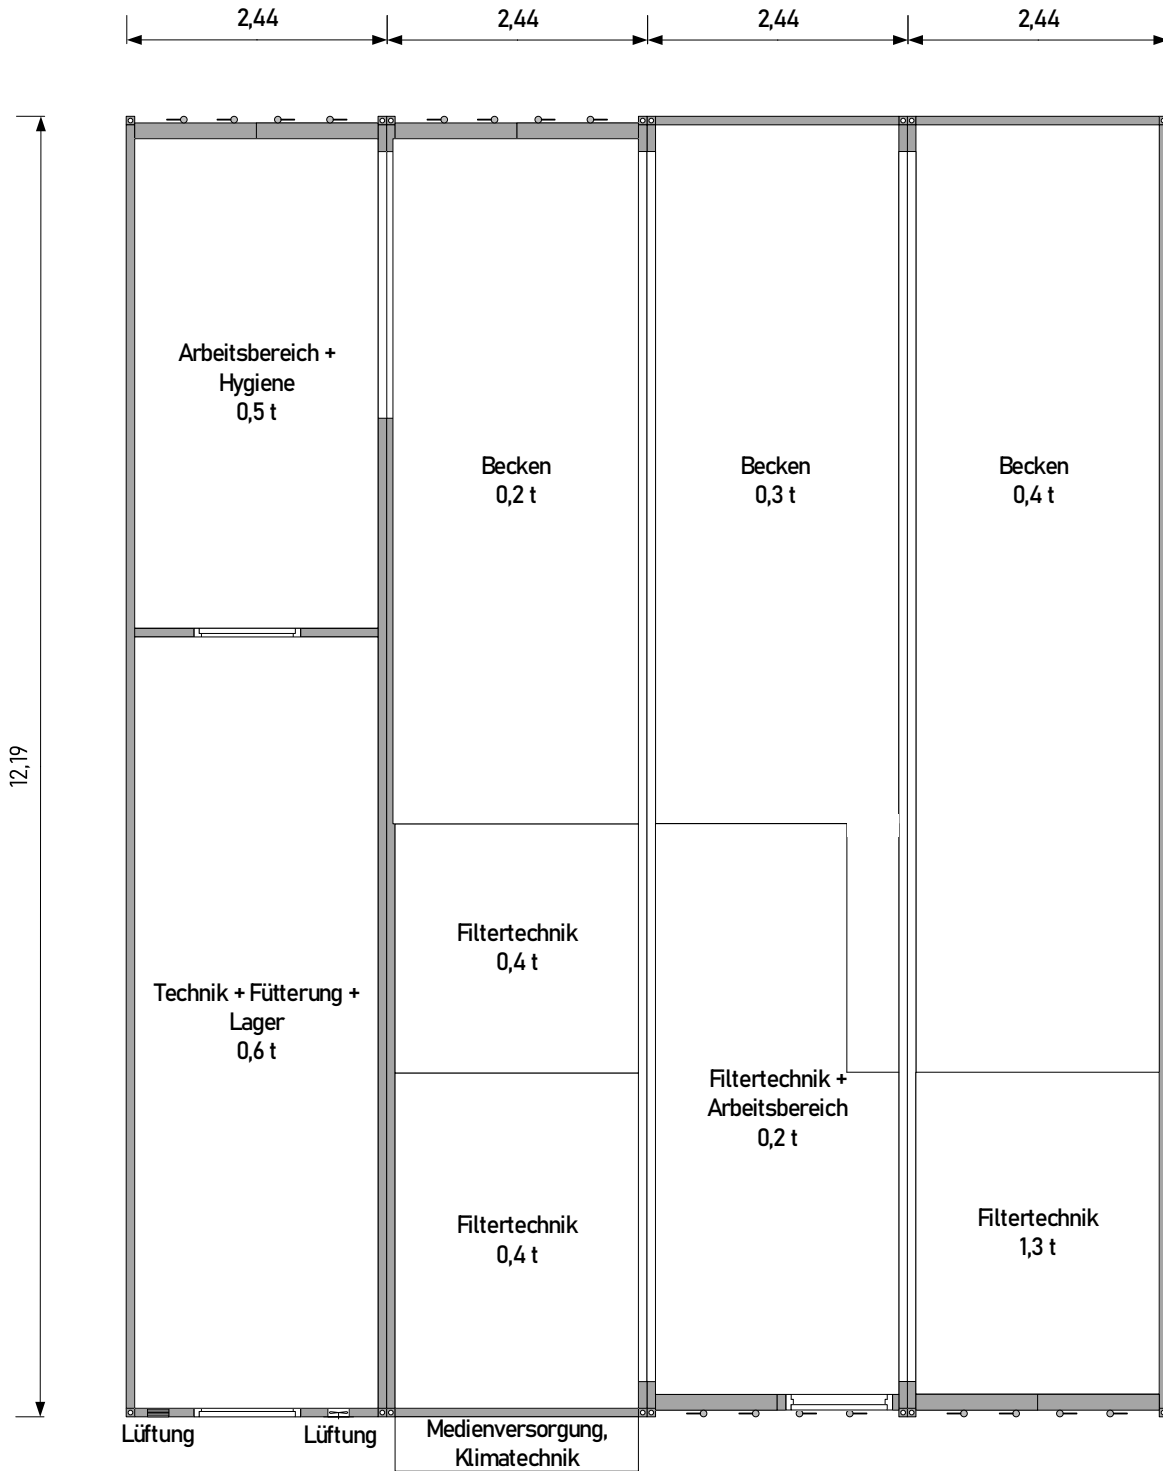 2,44
2,44
2,44
2,44
12,19
Arbeitsbereich +
Hygiene
0,5 t
Becken
0,2 t
Becken
0,3 t
Becken
0,4 t
Technik + Fütterung +
Lager
0,6 t
Filtertechnik
0,4 t
Filtertechnik
0,4 t
Filtertechnik +
Arbeitsbereich
0,2 t
Filtertechnik
1,3 t
Lüftung
Lüftung
Medienversorgung,
Klimatechnik